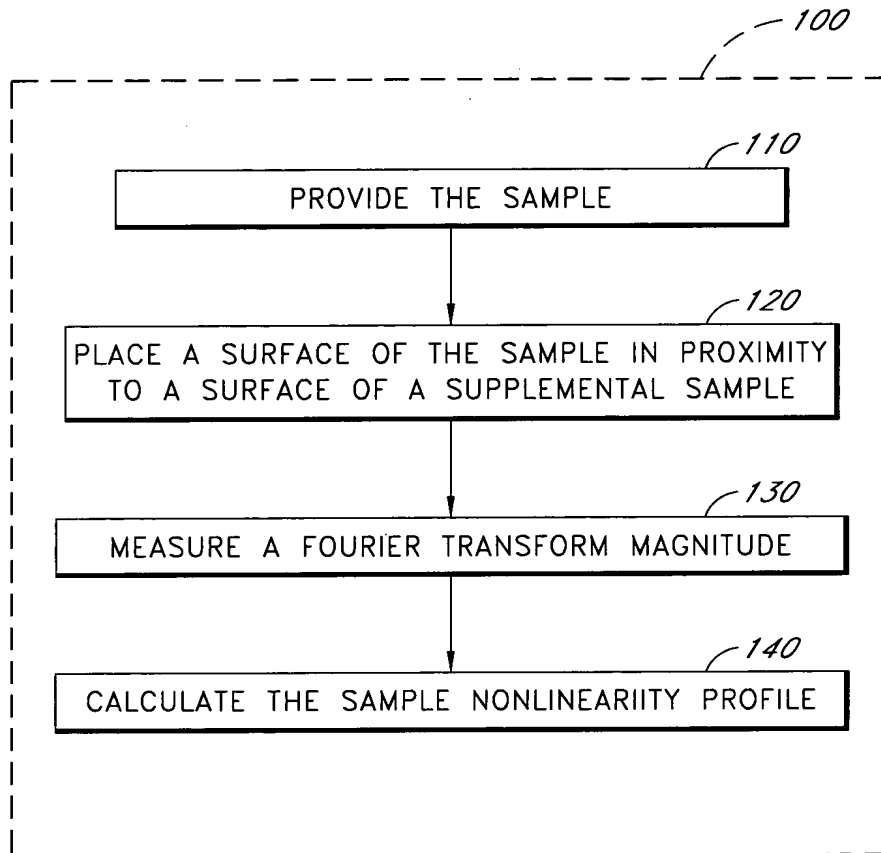 100
110
PROVIDE THE SAMPLE
120
PLACE A SURFACE OF THE SAMPLE IN PROXIMITY
TO A SURFACE OF A SUPPLEMENTAL SAMPLE
130
MEASURE A FOURIER TRANSFORM MAGNITUDE
140
CALCULATE THE SAMPLE NONLINEARIITY PROFILE